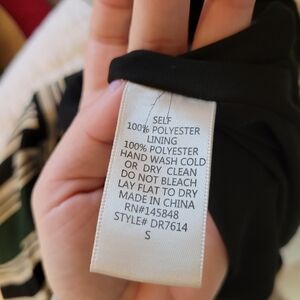 SELF
100% POLYESTER
LINING
100% POLYESTER
HAND WASH COLD
OR DRY CLEAN
DO NOT BLEACH
LAY FLAT TO DRY
MADE IN CHINA
RN#145848
STYLE# DR7614
S